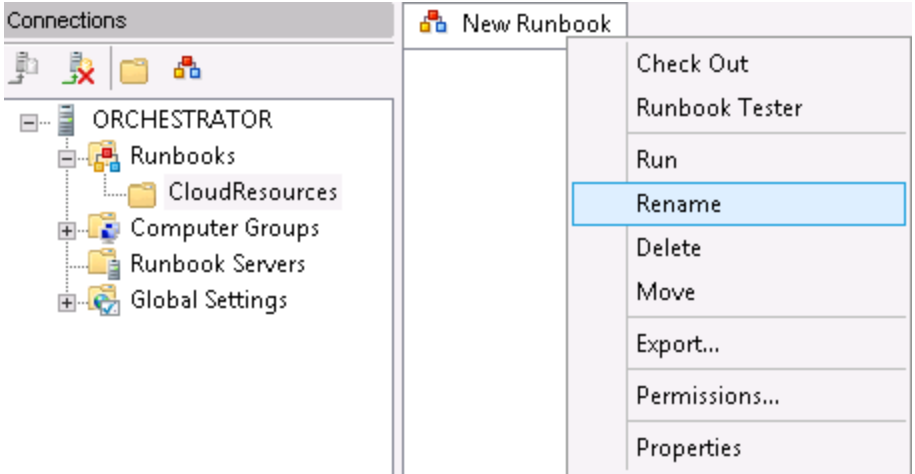 Connections
ORCHESTRATOR
Runbooks
CloudResources
Computer Groups
Runbook Servers
Global Settings
New Runbook
Check Out
Runbook Tester
Run
Rename
Delete
Move
Export...
Permissions...
Properties